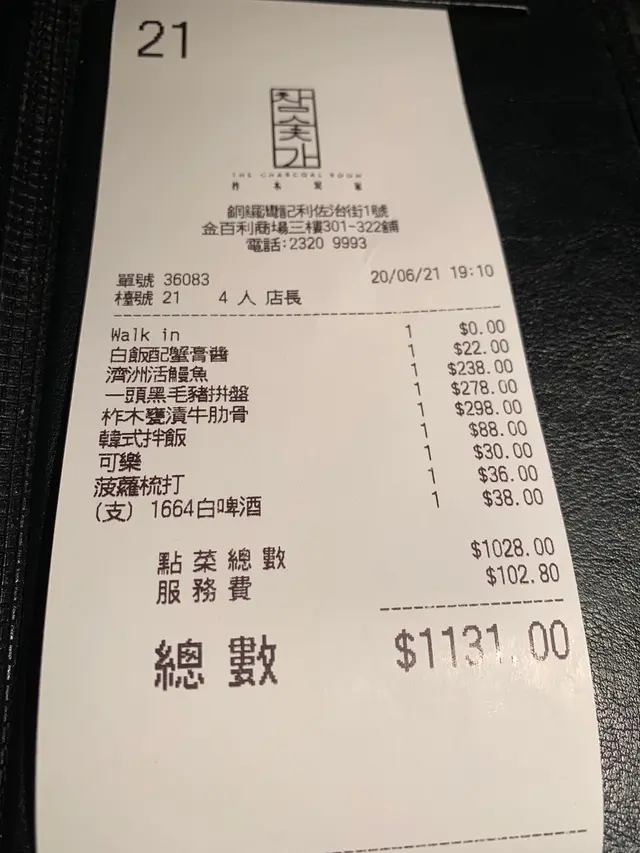 21
참숯가
THE CHARCOAL ROOM
柞木炭家
銅鑼灣記利佐治街1號
金百利商場三樓301-322舖
電話:2320 9993
單號 36083 20/06/21 19:10
檯號 21 4 人 店長
Walk in 1 $0.00
白飯配蟹膏醬 1 $22.00
濟洲活鰻魚 1 $238.00
一頭黑毛豬拼盤 1 $278.00
柞木甕漬牛肋骨 1 $298.00
韓式拌飯 1 $88.00
可樂 1 $30.00
菠蘿梳打 1 $36.00
(支) 1664白啤酒 1 $38.00
點菜總數 $1028.00
服務費 $102.80
總數 $1131.00